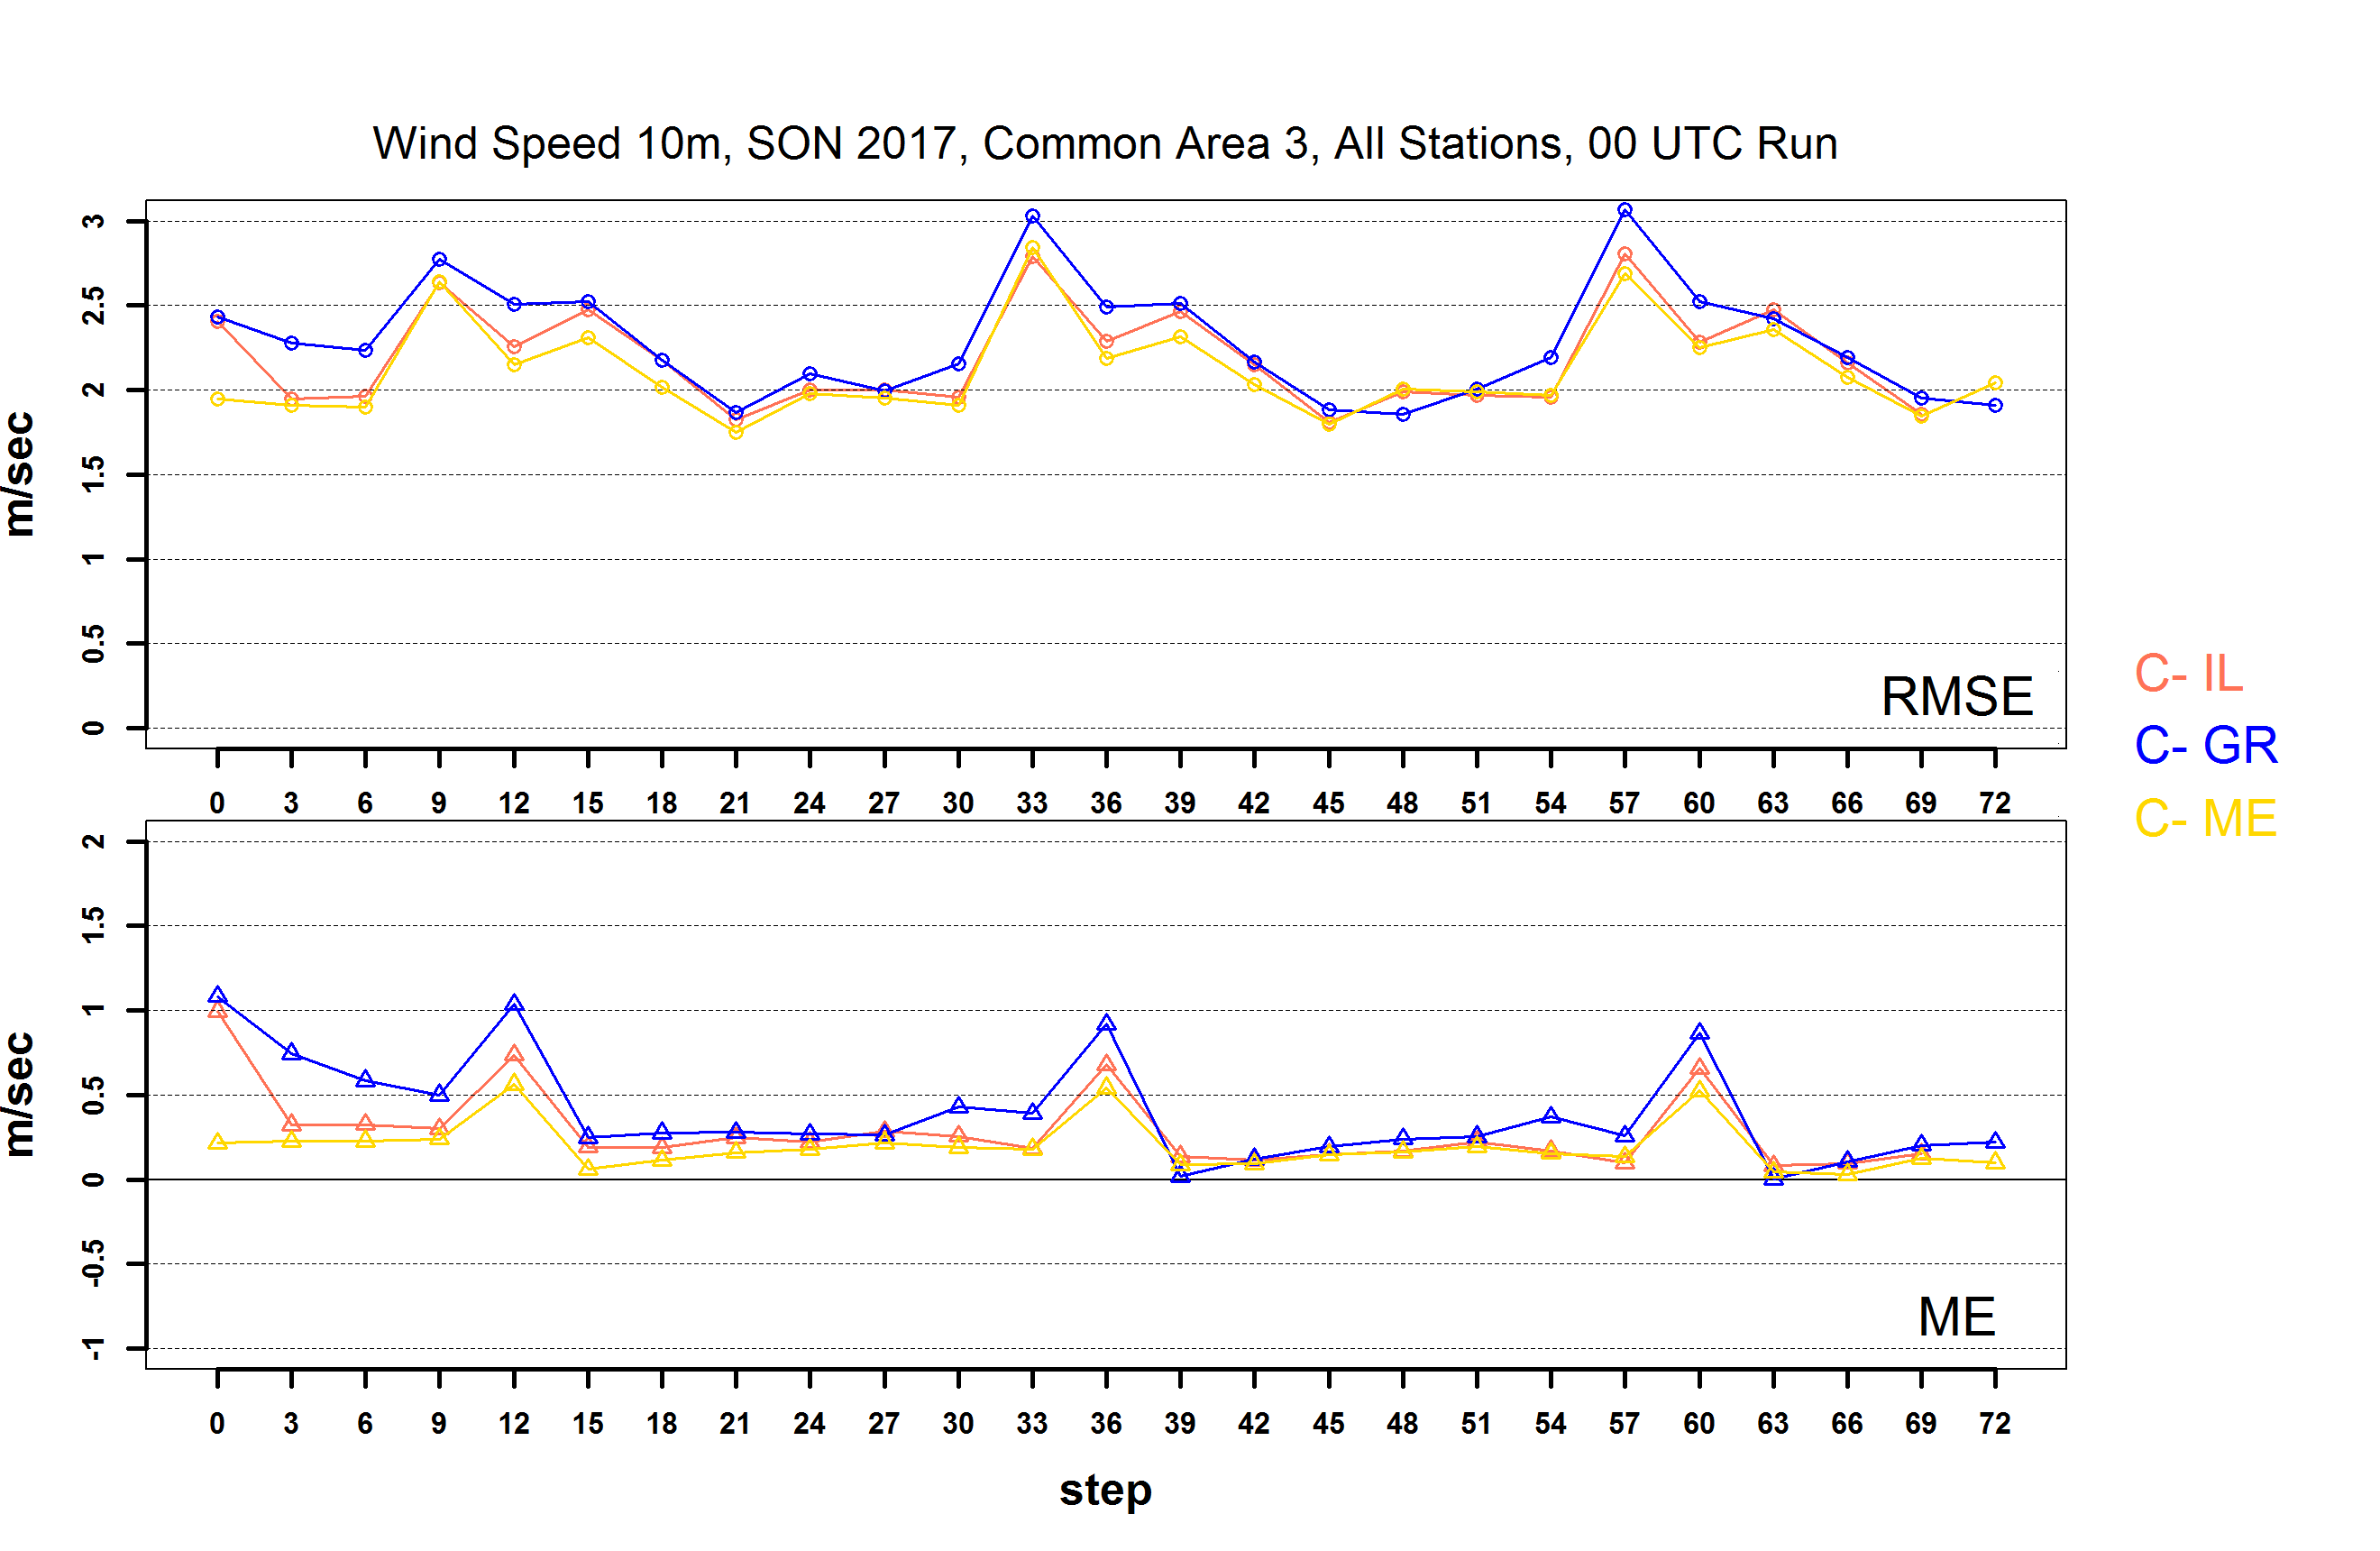 Wind Speed 10m, SON 2017, Common Area 3, All Stations, 00 UTC Run
m/sec
3
2.5
2
1.5
1
0.5
0
RMSE
0 3 6 9 12 15 18 21 24 27 30 33 36 39 42 45 48 51 54 57 60 63 66 69 72
C- IL
C- GR
C- ME
m/sec
2
1.5
1
0.5
0
-0.5
-1
ME
0 3 6 9 12 15 18 21 24 27 30 33 36 39 42 45 48 51 54 57 60 63 66 69 72
step